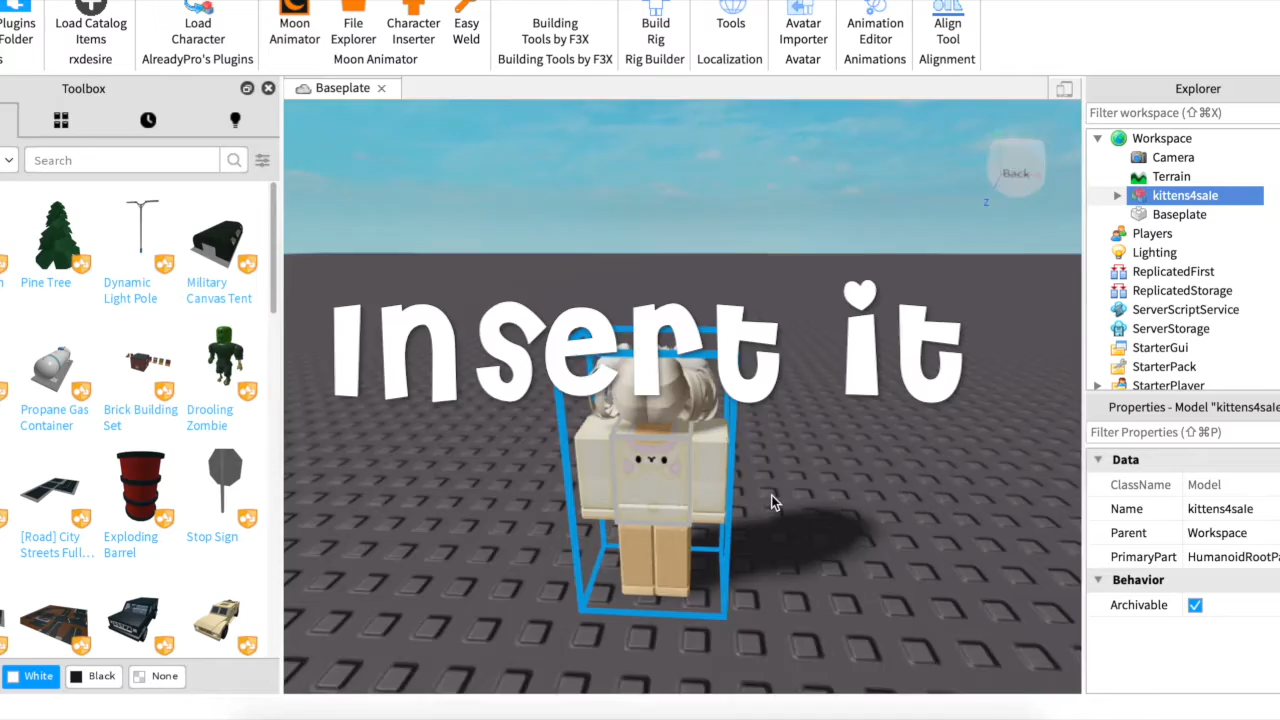 Plugins Folder
s
Load Catalog Items
rxdesire
Load Character
AlreadyPro's Plugins
Moon Animator
File Explorer
Character Inserter
Easy Weld
Moon Animator
Building Tools by F3X
Building Tools by F3X
Build Rig
Rig Builder
Tools
Localization
Avatar Importer
Avatar
Animation Editor
Animations
Align Tool
Alignment
Toolbox
Search
Pine Tree
Dynamic Light Pole
Military Canvas Tent
Propane Gas Container
Brick Building Set
Drooling Zombie
[Road] City Streets Full...
Exploding Barrel
Stop Sign
White
Black
None
Baseplate
Back
Z
Insert it
Explorer
Filter workspace (⇧⌘X)
Workspace
Camera
Terrain
kittens4sale
Baseplate
Players
Lighting
ReplicatedFirst
ReplicatedStorage
ServerScriptService
ServerStorage
StarterGui
StarterPack
StarterPlayer
Properties - Model "kittens4sale
Filter Properties (⇧⌘P)
Data
ClassName Model
Name kittens4sale
Parent Workspace
PrimaryPart HumanoidRootPa
Behavior
Archivable